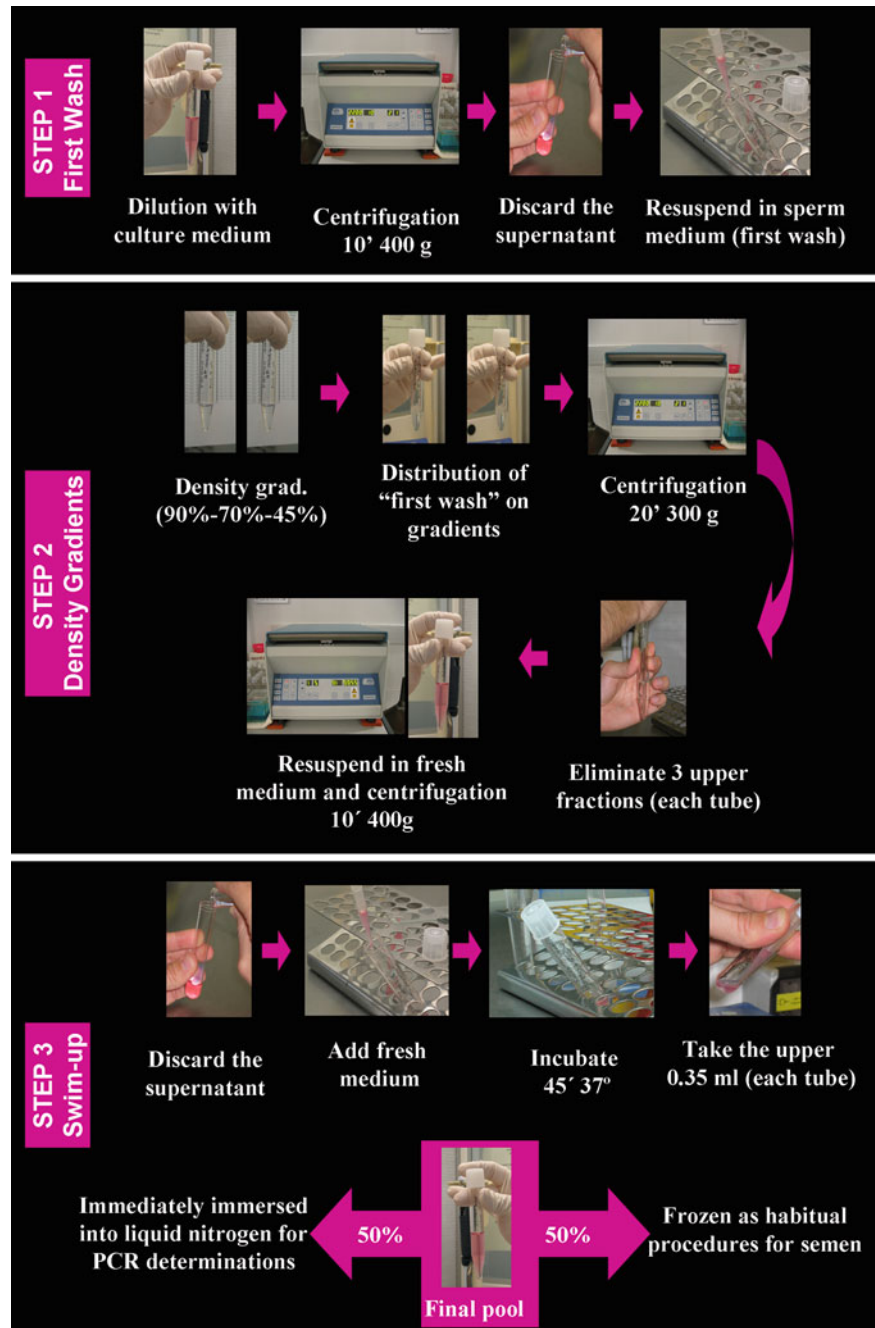 STEP 1
First Wash
Dilution with
culture medium
Centrifugation
10’ 400 g
Discard the
supernatant
Resuspend in sperm
medium (first wash)
STEP 2
Density Gradients
Density grad.
(90%-70%-45%)
Distribution of
“first wash” on
gradients
Centrifugation
20’ 300 g
Eliminate 3 upper
fractions (each tube)
Resuspend in fresh
medium and centrifugation
10´ 400g
STEP 3
Swim-up
Discard the
supernatant
Add fresh
medium
Incubate
45´ 37º
Take the upper
0.35 ml (each tube)
Immediately immersed
into liquid nitrogen for
PCR determinations
50%
50%
Frozen as habitual
procedures for semen
Final pool